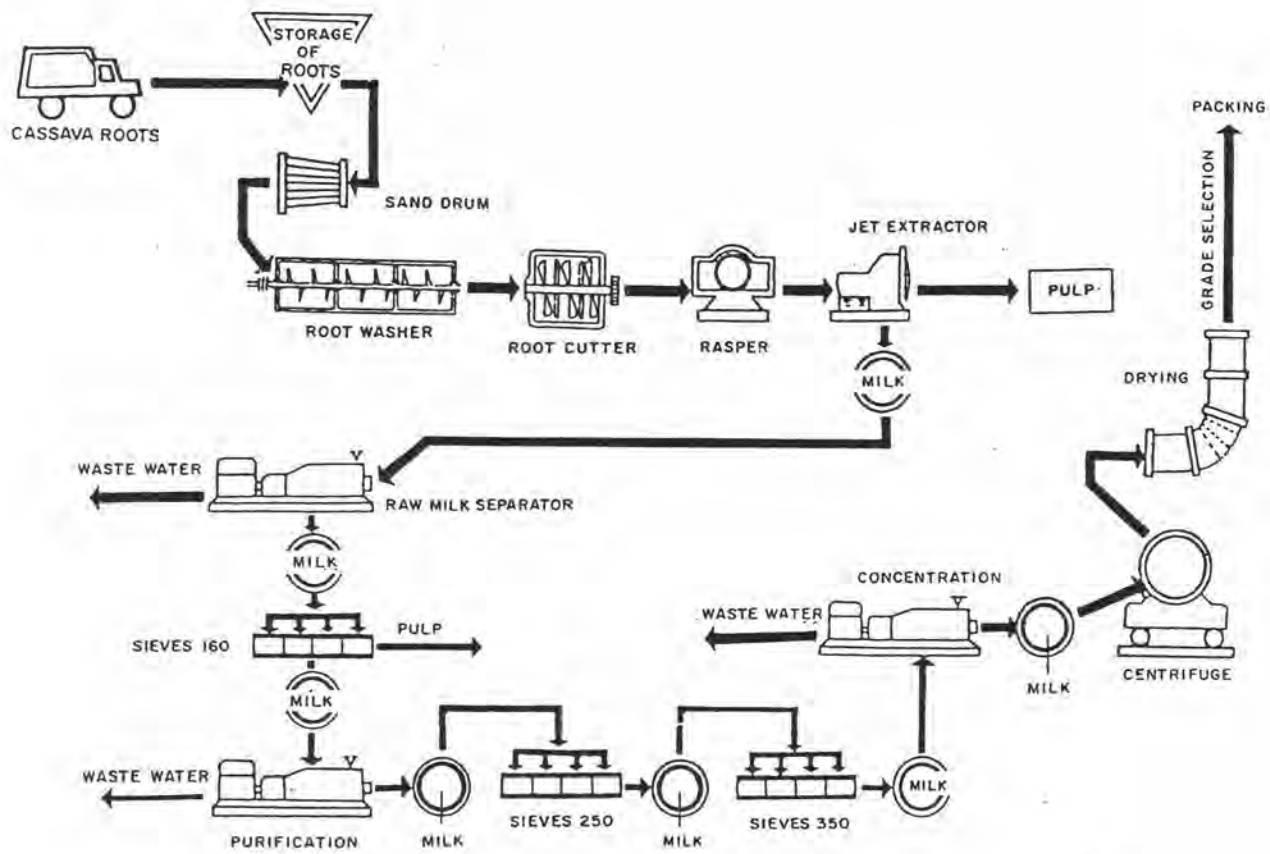 STORAGE
OF
ROOTS
CASSAVA ROOTS
SAND DRUM
ROOT WASHER
ROOT CUTTER
RASPER
JET EXTRACTOR
PULP
MILK
PACKING
GRADE SELECTION
DRYING
WASTE WATER
RAW MILK SEPARATOR
MILK
SIEVES 160
PULP
MILK
WASTE WATER
PURIFICATION
MILK
SIEVES 250
MILK
SIEVES 350
MILK
CONCENTRATION
WASTE WATER
MILK
CENTRIFUGE